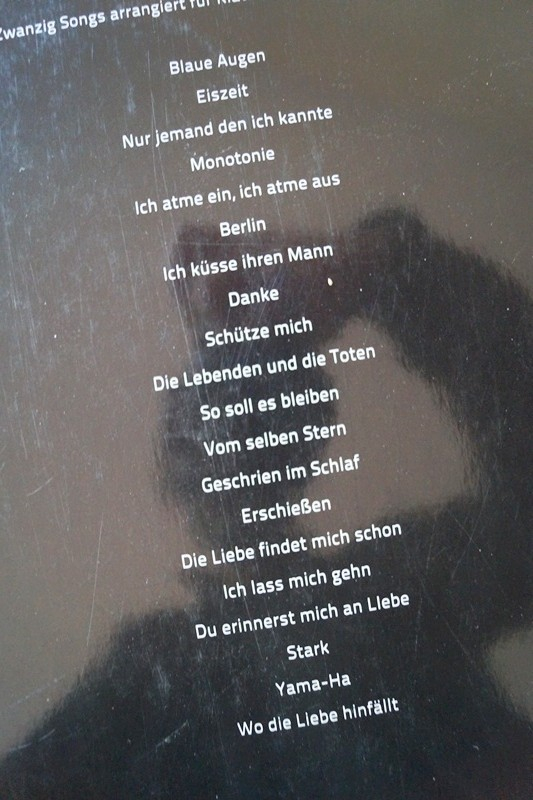 Zwanzig Songs arrangiert für
Blaue Augen
Eiszeit
Nur jemand den ich kannte
Monotonie
Ich atme ein, ich atme aus
Berlin
Ich küsse ihren Mann
Danke
Schütze mich
Die Lebenden und die Toten
So soll es bleiben
Vom selben Stern
Geschrien im Schlaf
Erschießen
Die Liebe findet mich schon
Ich lass mich gehn
Du erinnerst mich an LIebe
Stark
Yama-Ha
Wo die Liebe hinfällt